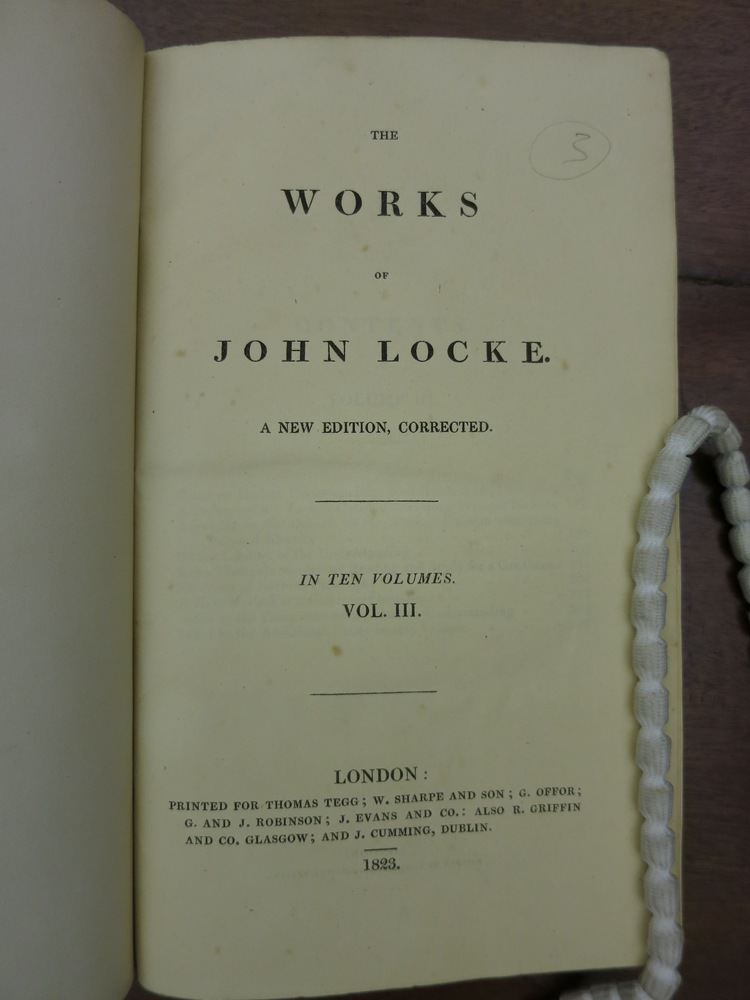 3
THE
WORKS
OF
JOHN LOCKE.
A NEW EDITION, CORRECTED.
IN TEN VOLUMES.
VOL. III.
LONDON:
PRINTED FOR THOMAS TEGG; W. SHARPE AND SON; G. OFFOR;
G. AND J. ROBINSON; J. EVANS AND CO.: ALSO R. GRIFFIN
AND CO. GLASGOW; AND J. CUMMING, DUBLIN.
1823.